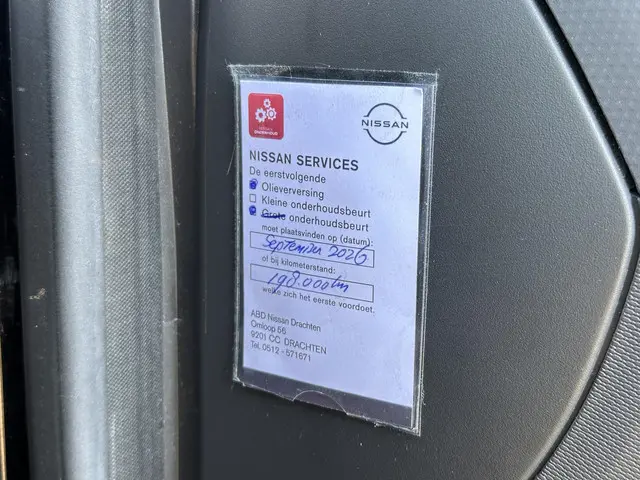 NISSAN
NISSAN SERVICES
De eerstvolgende
Olieverversing
Kleine onderhoudsbeurt
Grote onderhoudsbeurt
moet plaatsvinden op (datum):
September 2026
of bij kilometerstand:
198.000km
welke zich het eerste voordoet.
ABD Nissan Drachten
Omloop 56
9201 CC DRACHTEN
Tel. 0512 - 571671